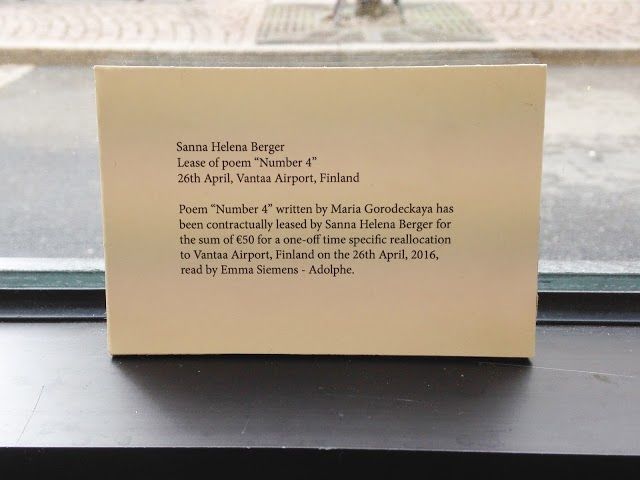 Sanna Helena Berger
Lease of poem “Number 4”
26th April, Vantaa Airport, Finland
Poem “Number 4” written by Maria Gorodeckaya has
been contractually leased by Sanna Helena Berger for
the sum of €50 for a one-off time specific reallocation
to Vantaa Airport, Finland on the 26th April, 2016,
read by Emma Siemens - Adolphe.